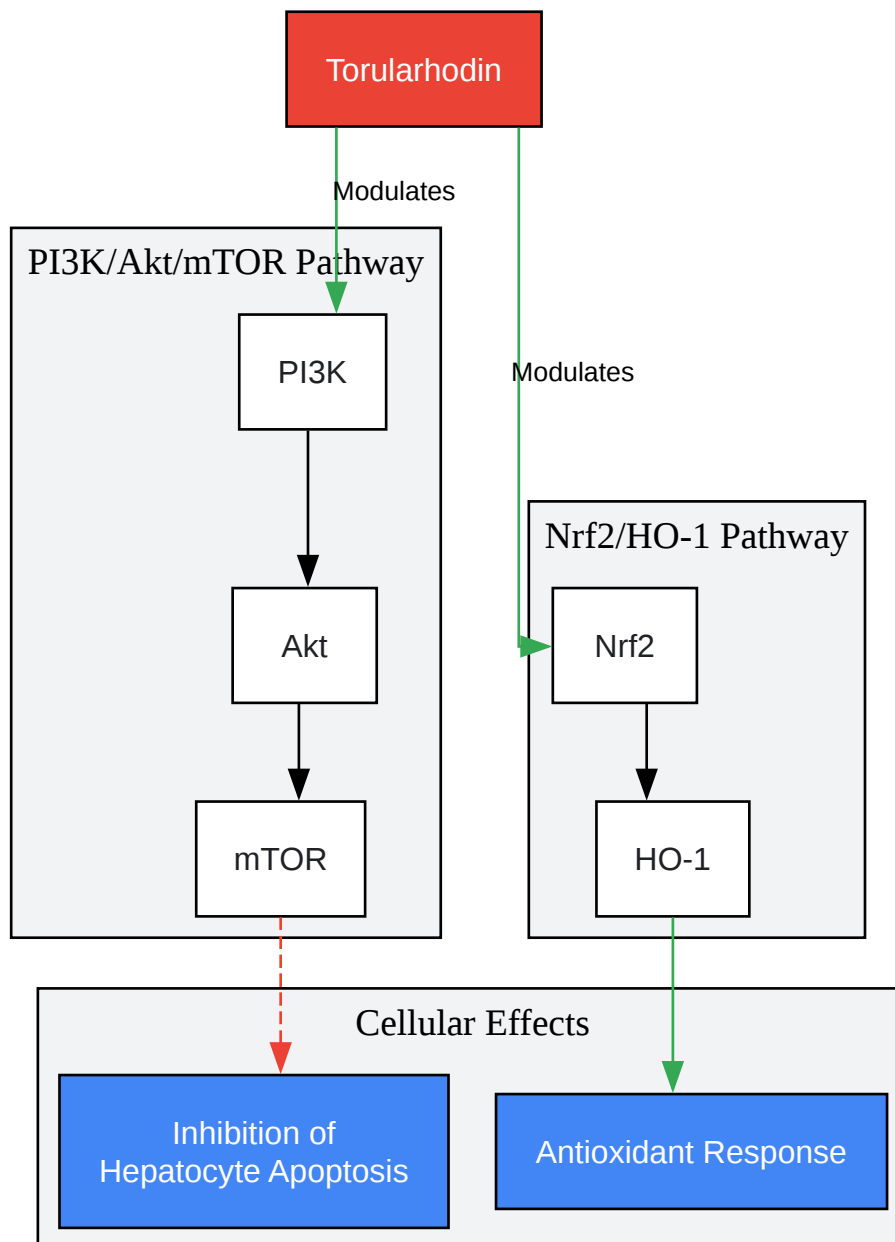 Torularhodin
Modulates
PI3K/Akt/mTOR Pathway
PI3K
Modulates
Nrf2/HO-1 Pathway
Akt
Nrf2
mTOR
HO-1
Cellular Effects
Inhibition of
Hepatocyte Apoptosis
Antioxidant Response